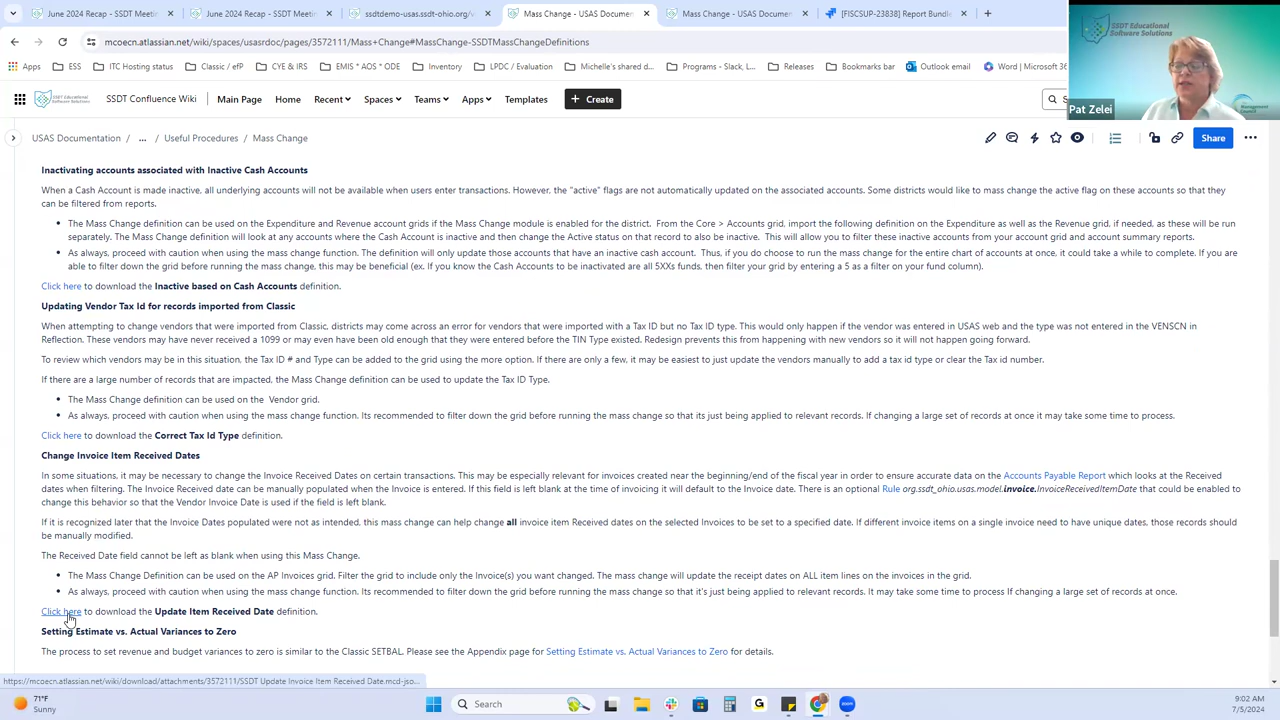 June 2024 Recap - SSDT Meetin
June 2024 Recap - SSDT Meetin
ssdtdemo-usas.ssdt-ohio.org/
Mass Change - USAS Documen
Mass Change - USAS Documen
[FISCSUP-23838] Report Bundle
mcoecn.atlassian.net/wiki/spaces/usasrdoc/pages/3572111/Mass+Change#MassChange-SSDTMassChangeDefinitions
Apps
ESS
ITC Hosting status
Classic / eFP
CYE & IRS
EMIS * AOS * ODE
Inventory
LPDC / Evaluation
Michelle's shared d...
Programs - Slack, L...
Releases
Bookmarks bar
Outlook email
Word | Microsoft 36
SSDT Educational
Software Solutions
Management
Council
Pat Zelei
SSDT Confluence Wiki
Main Page
Home
Recent
Spaces
Teams
Apps
Templates
+ Create
USAS Documentation / ... / Useful Procedures / Mass Change
Share
Inactivating accounts associated with Inactive Cash Accounts
When a Cash Account is made inactive, all underlying accounts will not be available when users enter transactions. However, the "active" flags are not automatically updated on the associated accounts. Some districts would like to mass change the active flag on these accounts so that they
can be filtered from reports.
• The Mass Change definition can be used on the Expenditure and Revenue account grids if the Mass Change module is enabled for the district. From the Core > Accounts grid, import the following definition on the Expenditure as well as the Revenue grid, if needed, as these will be run
separately. The Mass Change definition will look at any accounts where the Cash Account is inactive and then change the Active status on that record to also be inactive. This will allow you to filter these inactive accounts from your account grid and account summary reports.
• As always, proceed with caution when using the mass change function. The definition will only update those accounts that have an inactive cash account. Thus, if you do choose to run the mass change for the entire chart of accounts at once, it could take a while to complete. If you are
able to filter down the grid before running the mass change, this may be beneficial (ex. If you know the Cash Accounts to be inactivated are all 5XXs funds, then filter your grid by entering a 5 as a filter on your fund column).
Click here to download the Inactive based on Cash Accounts definition.
Updating Vendor Tax Id for records imported from Classic
When attempting to change vendors that were imported from Classic, districts may come across an error for vendors that were imported with a Tax ID but no Tax ID type. This would only happen if the vendor was entered in USAS web and the type was not entered in the VENSCN in
Reflection. These vendors may have never received a 1099 or may even have been old enough that they were entered before the TIN Type existed. Redesign prevents this from happening with new vendors so it will not happen going forward.
To review which vendors may be in this situation, the Tax ID # and Type can be added to the grid using the more option. If there are only a few, it may be easiest to just update the vendors manually to add a tax id type or clear the Tax id number.
If there are a large number of records that are impacted, the Mass Change definition can be used to update the Tax ID Type.
• The Mass Change definition can be used on the Vendor grid.
• As always, proceed with caution when using the mass change function. Its recommended to filter down the grid before running the mass change so that its just being applied to relevant records. If changing a large set of records at once it may take some time to process.
Click here to download the Correct Tax Id Type definition.
Change Invoice Item Received Dates
In some situations, it may be necessary to change the Invoice Received Dates on certain transactions. This may be especially relevant for invoices created near the beginning/end of the fiscal year in order to ensure accurate data on the Accounts Payable Report which looks at the Received
dates when filtering. The Invoice Received date can be manually populated when the Invoice is entered. If this field is left blank at the time of invoicing it will default to the Invoice date. There is an optional Rule org.ssdt_ohio.usas.model.invoice.InvoiceReceivedItemDate that could be enabled to
change this behavior so that the Vendor Invoice Date is used if the field is left blank.
If it is recognized later that the Invoice Dates populated were not as intended, this mass change can help change all invoice item Received dates on the selected Invoices to be set to a specified date. If different invoice items on a single invoice need to have unique dates, those records should
be manually modified.
The Received Date field cannot be left as blank when using this Mass Change.
• The Mass Change Definition can be used on the AP Invoices grid. Filter the grid to include only the Invoice(s) you want changed. The mass change will update the receipt dates on ALL item lines on the invoices in the grid.
• As always, proceed with caution when using the mass change function. Its recommended to filter down the grid before running the mass change so that it's just being applied to relevant records. It may take some time to process If changing a large set of records at once.
Click here to download the Update Item Received Date definition.
Setting Estimate vs. Actual Variances to Zero
The process to set revenue and budget variances to zero is similar to the Classic SETBAL. Please see the Appendix page for Setting Estimate vs. Actual Variances to Zero for details.
https://mcoecn.atlassian.net/wiki/download/attachments/3572111/SSDT Update Invoice Item Received Date.mcd-jso...
71°F
Sunny
Search
9:02 AM
7/5/2024